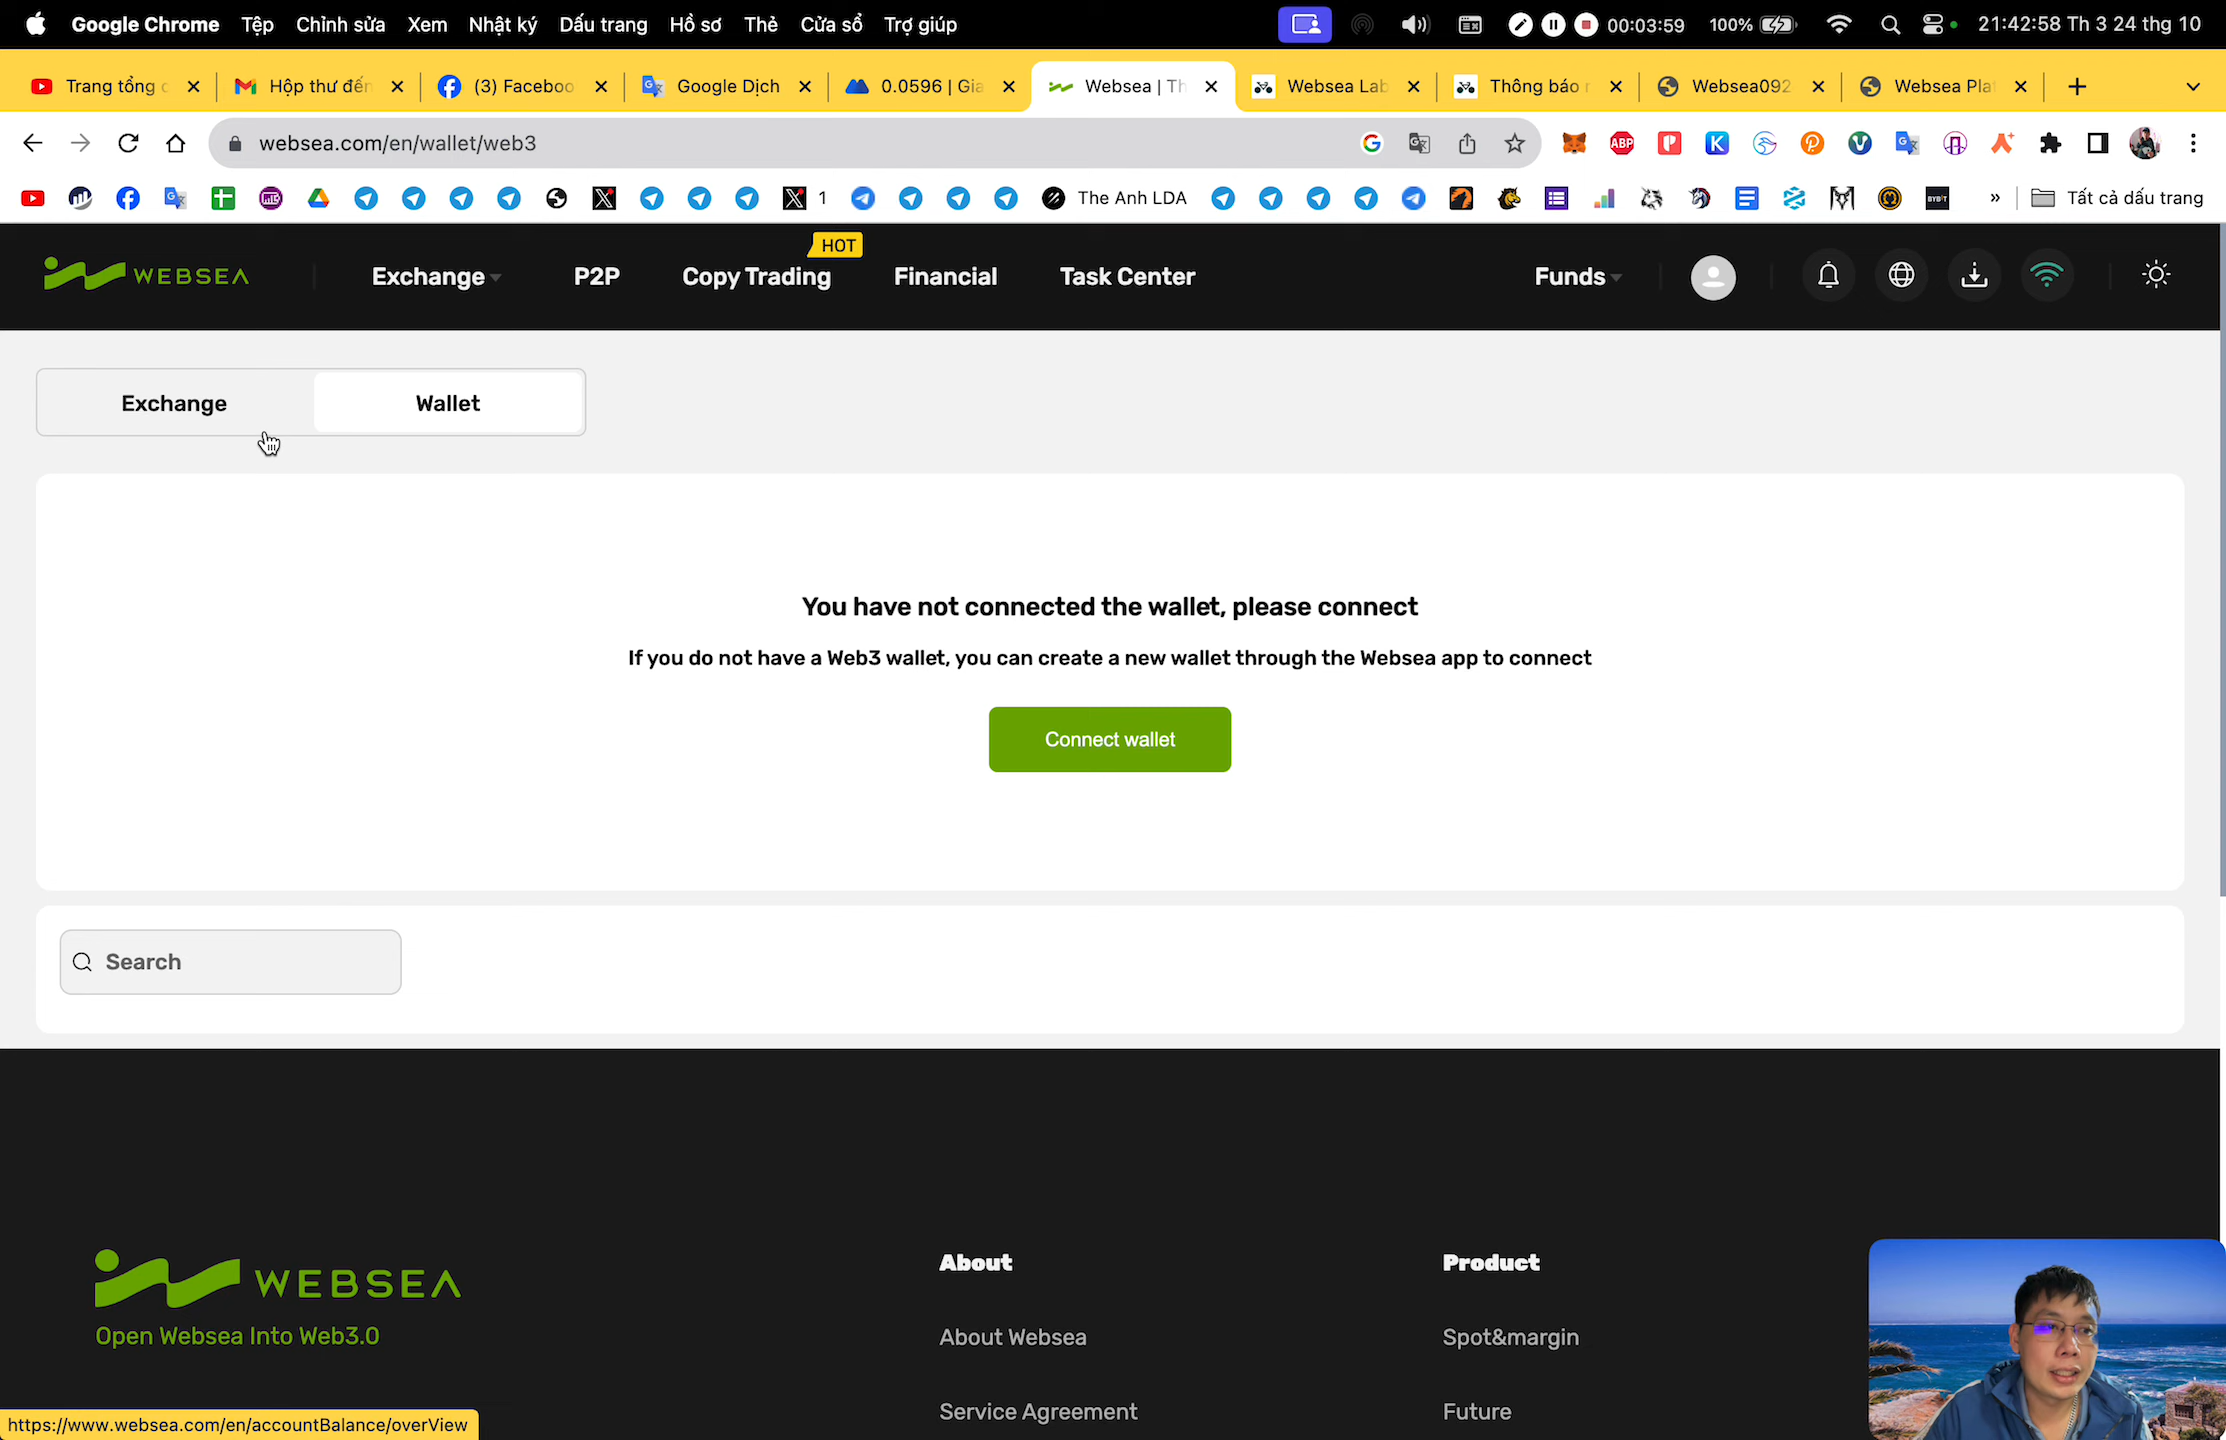 Google Chrome Tệp Chỉnh sửa Xem Nhật ký Dấu trang Hồ sơ Thẻ Cửa sổ Trợ giúp 00:03:59 100% 21:42:58 Th 3 24 thg 10
Trang tổng Hộp thư đến (3) Faceboo Google Dịch 0.0596 | Gia Websea | Th Websea Lab Thông báo Websea092 Websea Plat
websea.com/en/wallet/web3
ABP
1 The Anh LDA BYBIT » Tất cả dấu trang
HOT
WEBSEA Exchange P2P Copy Trading Financial Task Center Funds
Exchange Wallet
You have not connected the wallet, please connect
If you do not have a Web3 wallet, you can create a new wallet through the Websea app to connect
Connect wallet
Search
WEBSEA
Open Websea Into Web3.0
About
About Websea
Service Agreement
Product
Spot&margin
Future
https://www.websea.com/en/accountBalance/overView